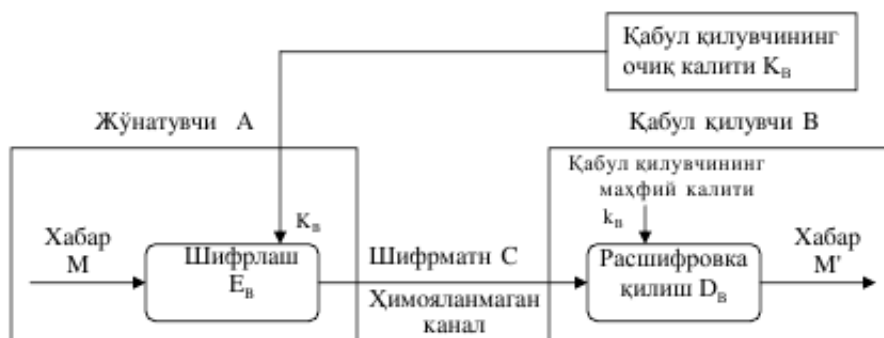 Қабул қилувчининг
очиқ калити K_B
Жўнатувчи A
Қабул қилувчи B
Қабул қилувчининг
махфий калити
K_B
k_B
Хабар
M
Шифрлаш
E_B
Шифрматн C
Ҳимояланмаган
канал
Расшифровка
қилиш D_B
Хабар
M'